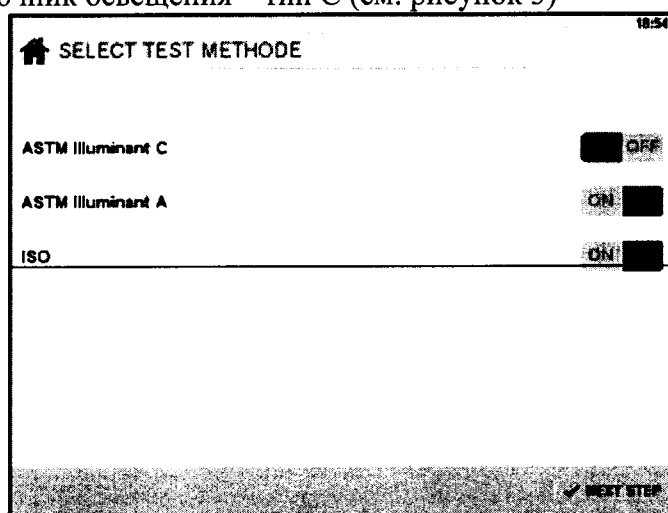 ник освещения – тип С (см. рисунок 3)
18:54
SELECT TEST METHODE
ASTM Illuminant C
OFF
ASTM Illuminant A
ON
ISO
ON
NEXT STEP